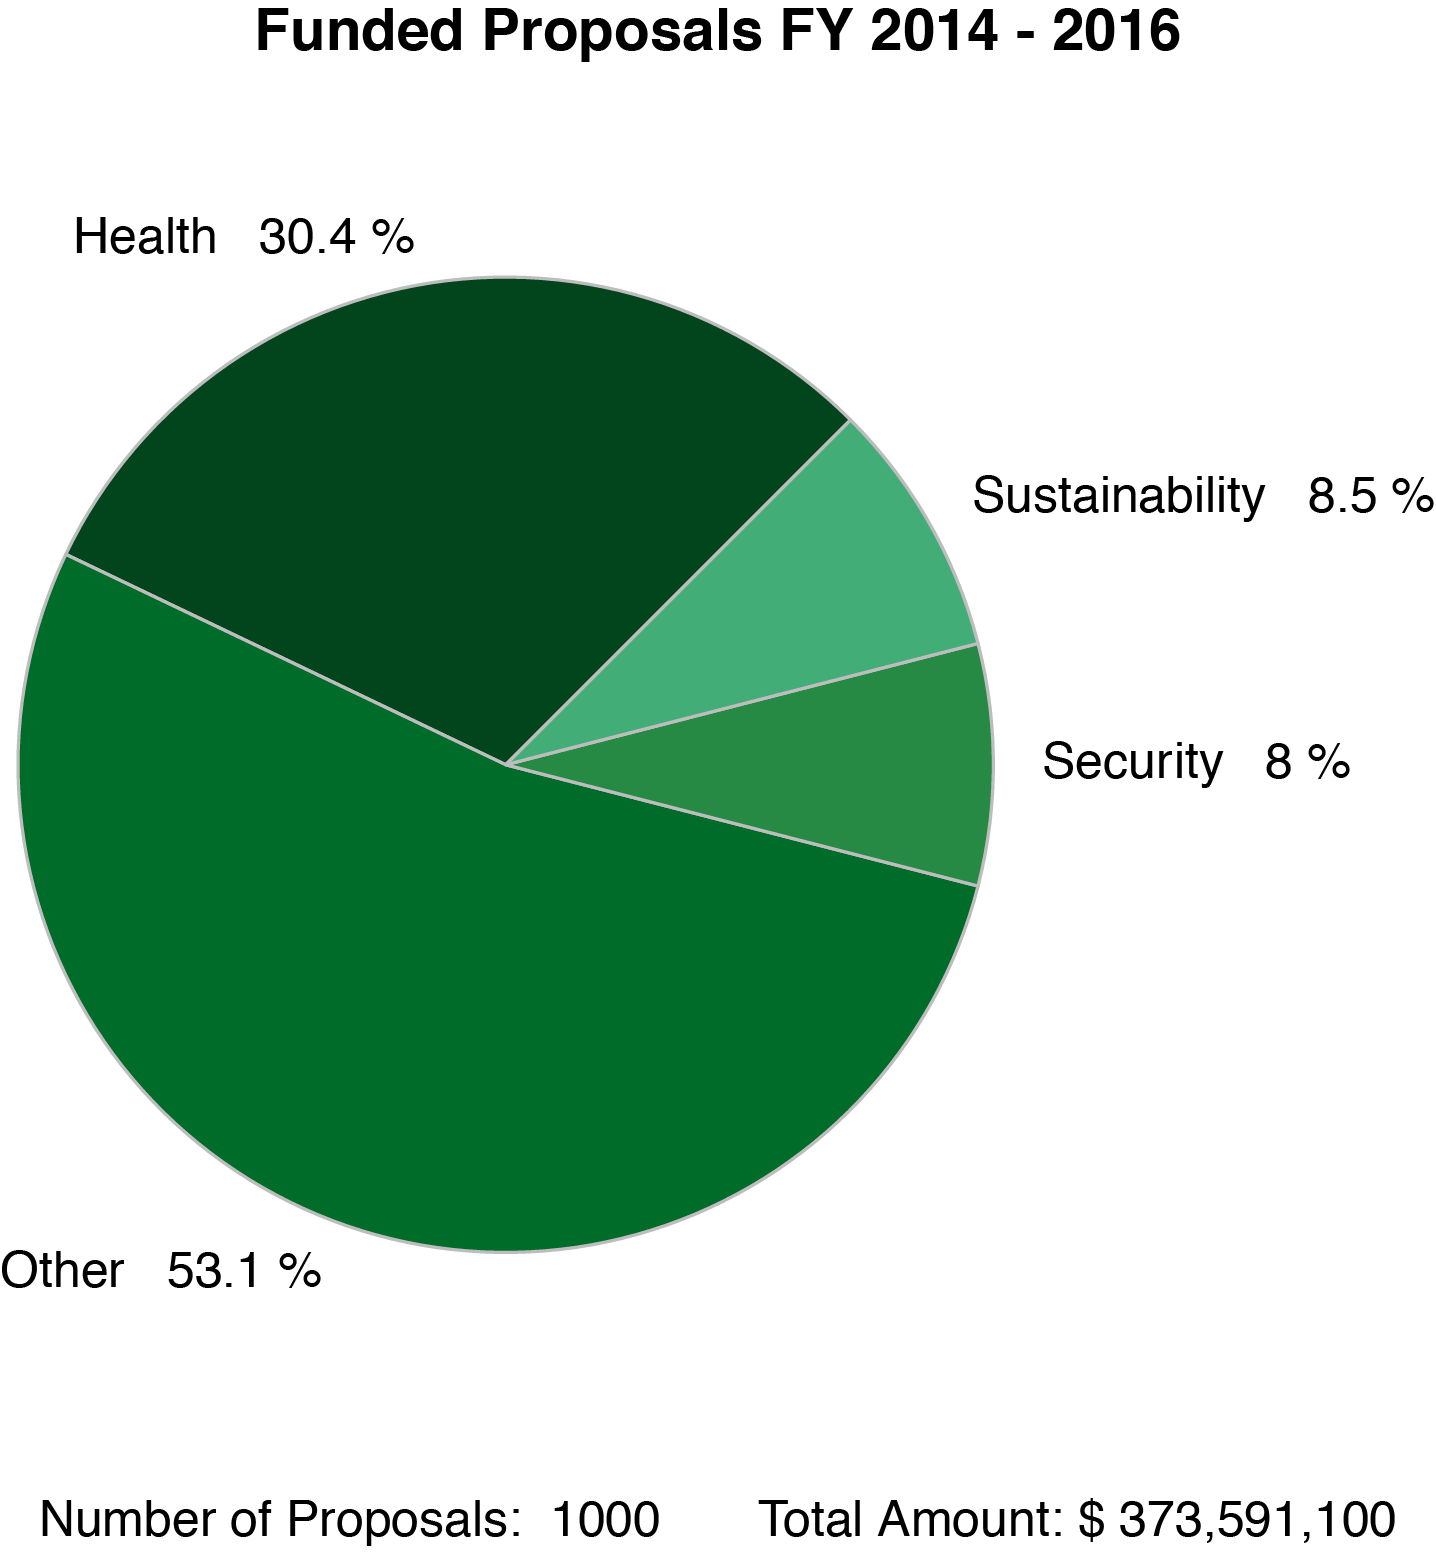 Funded Proposals FY 2014 - 2016
Health 30.4 %
Sustainability 8.5 %
Security 8 %
Other 53.1 %
Number of Proposals: 1000 Total Amount: $ 373,591,100